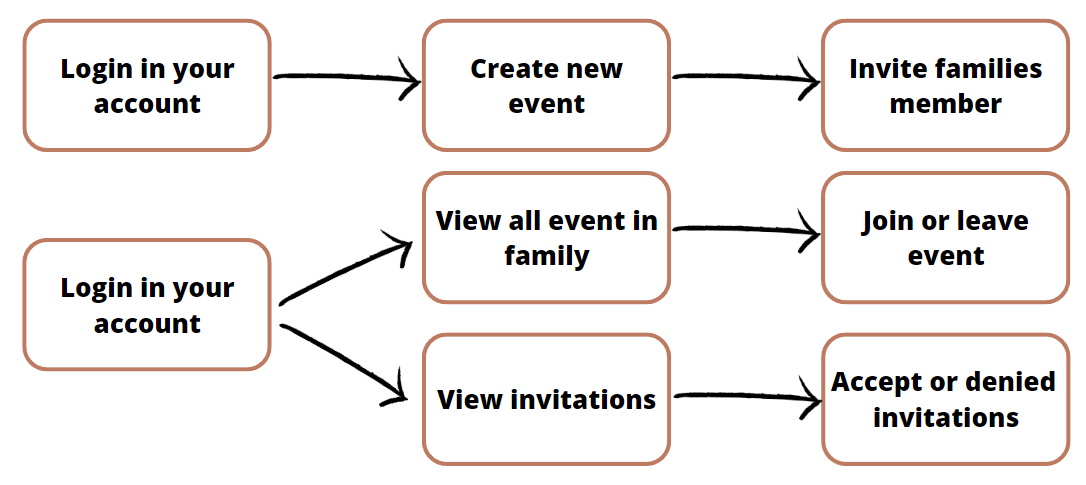 Login in your
account
Create new
event
Invite families
member
Login in your
account
View all event in
family
Join or leave
event
View invitations
Accept or denied
invitations